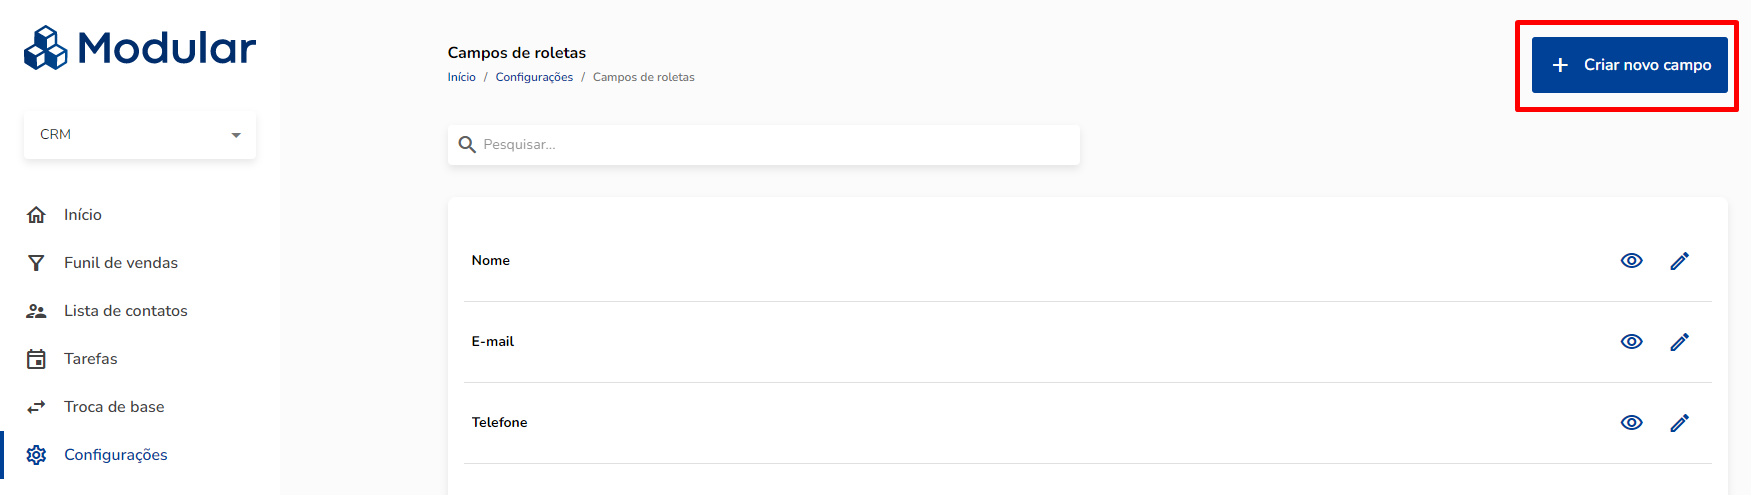 Modular
CRM
Início
Funil de vendas
Lista de contatos
Tarefas
Troca de base
Configurações
Campos de roletas
Início / Configurações / Campos de roletas
+ Criar novo campo
Pesquisar...
Nome
E-mail
Telefone